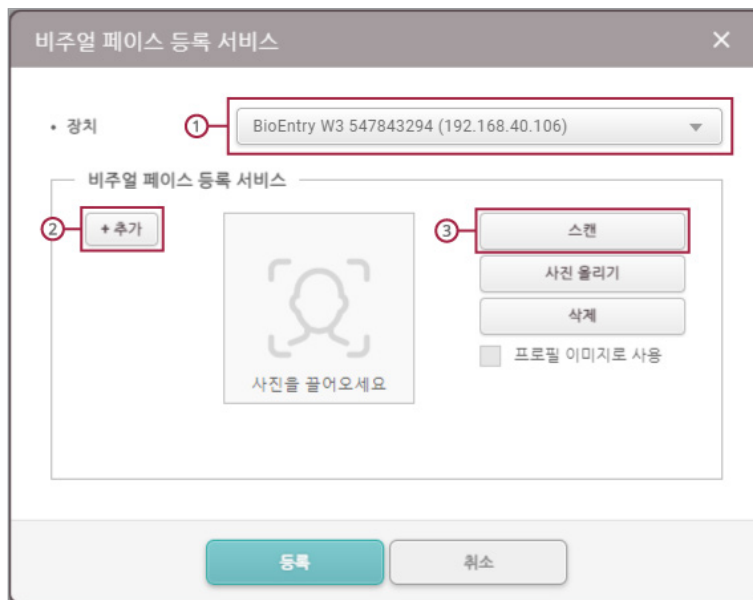 비주얼 페이스 등록 서비스
• 장치
① BioEntry W3 547843294 (192.168.40.106)
비주얼 페이스 등록 서비스
② + 추가
③ 스캔
사진 올리기
삭제
프로필 이미지로 사용
사진을 끌어오세요
등록
취소